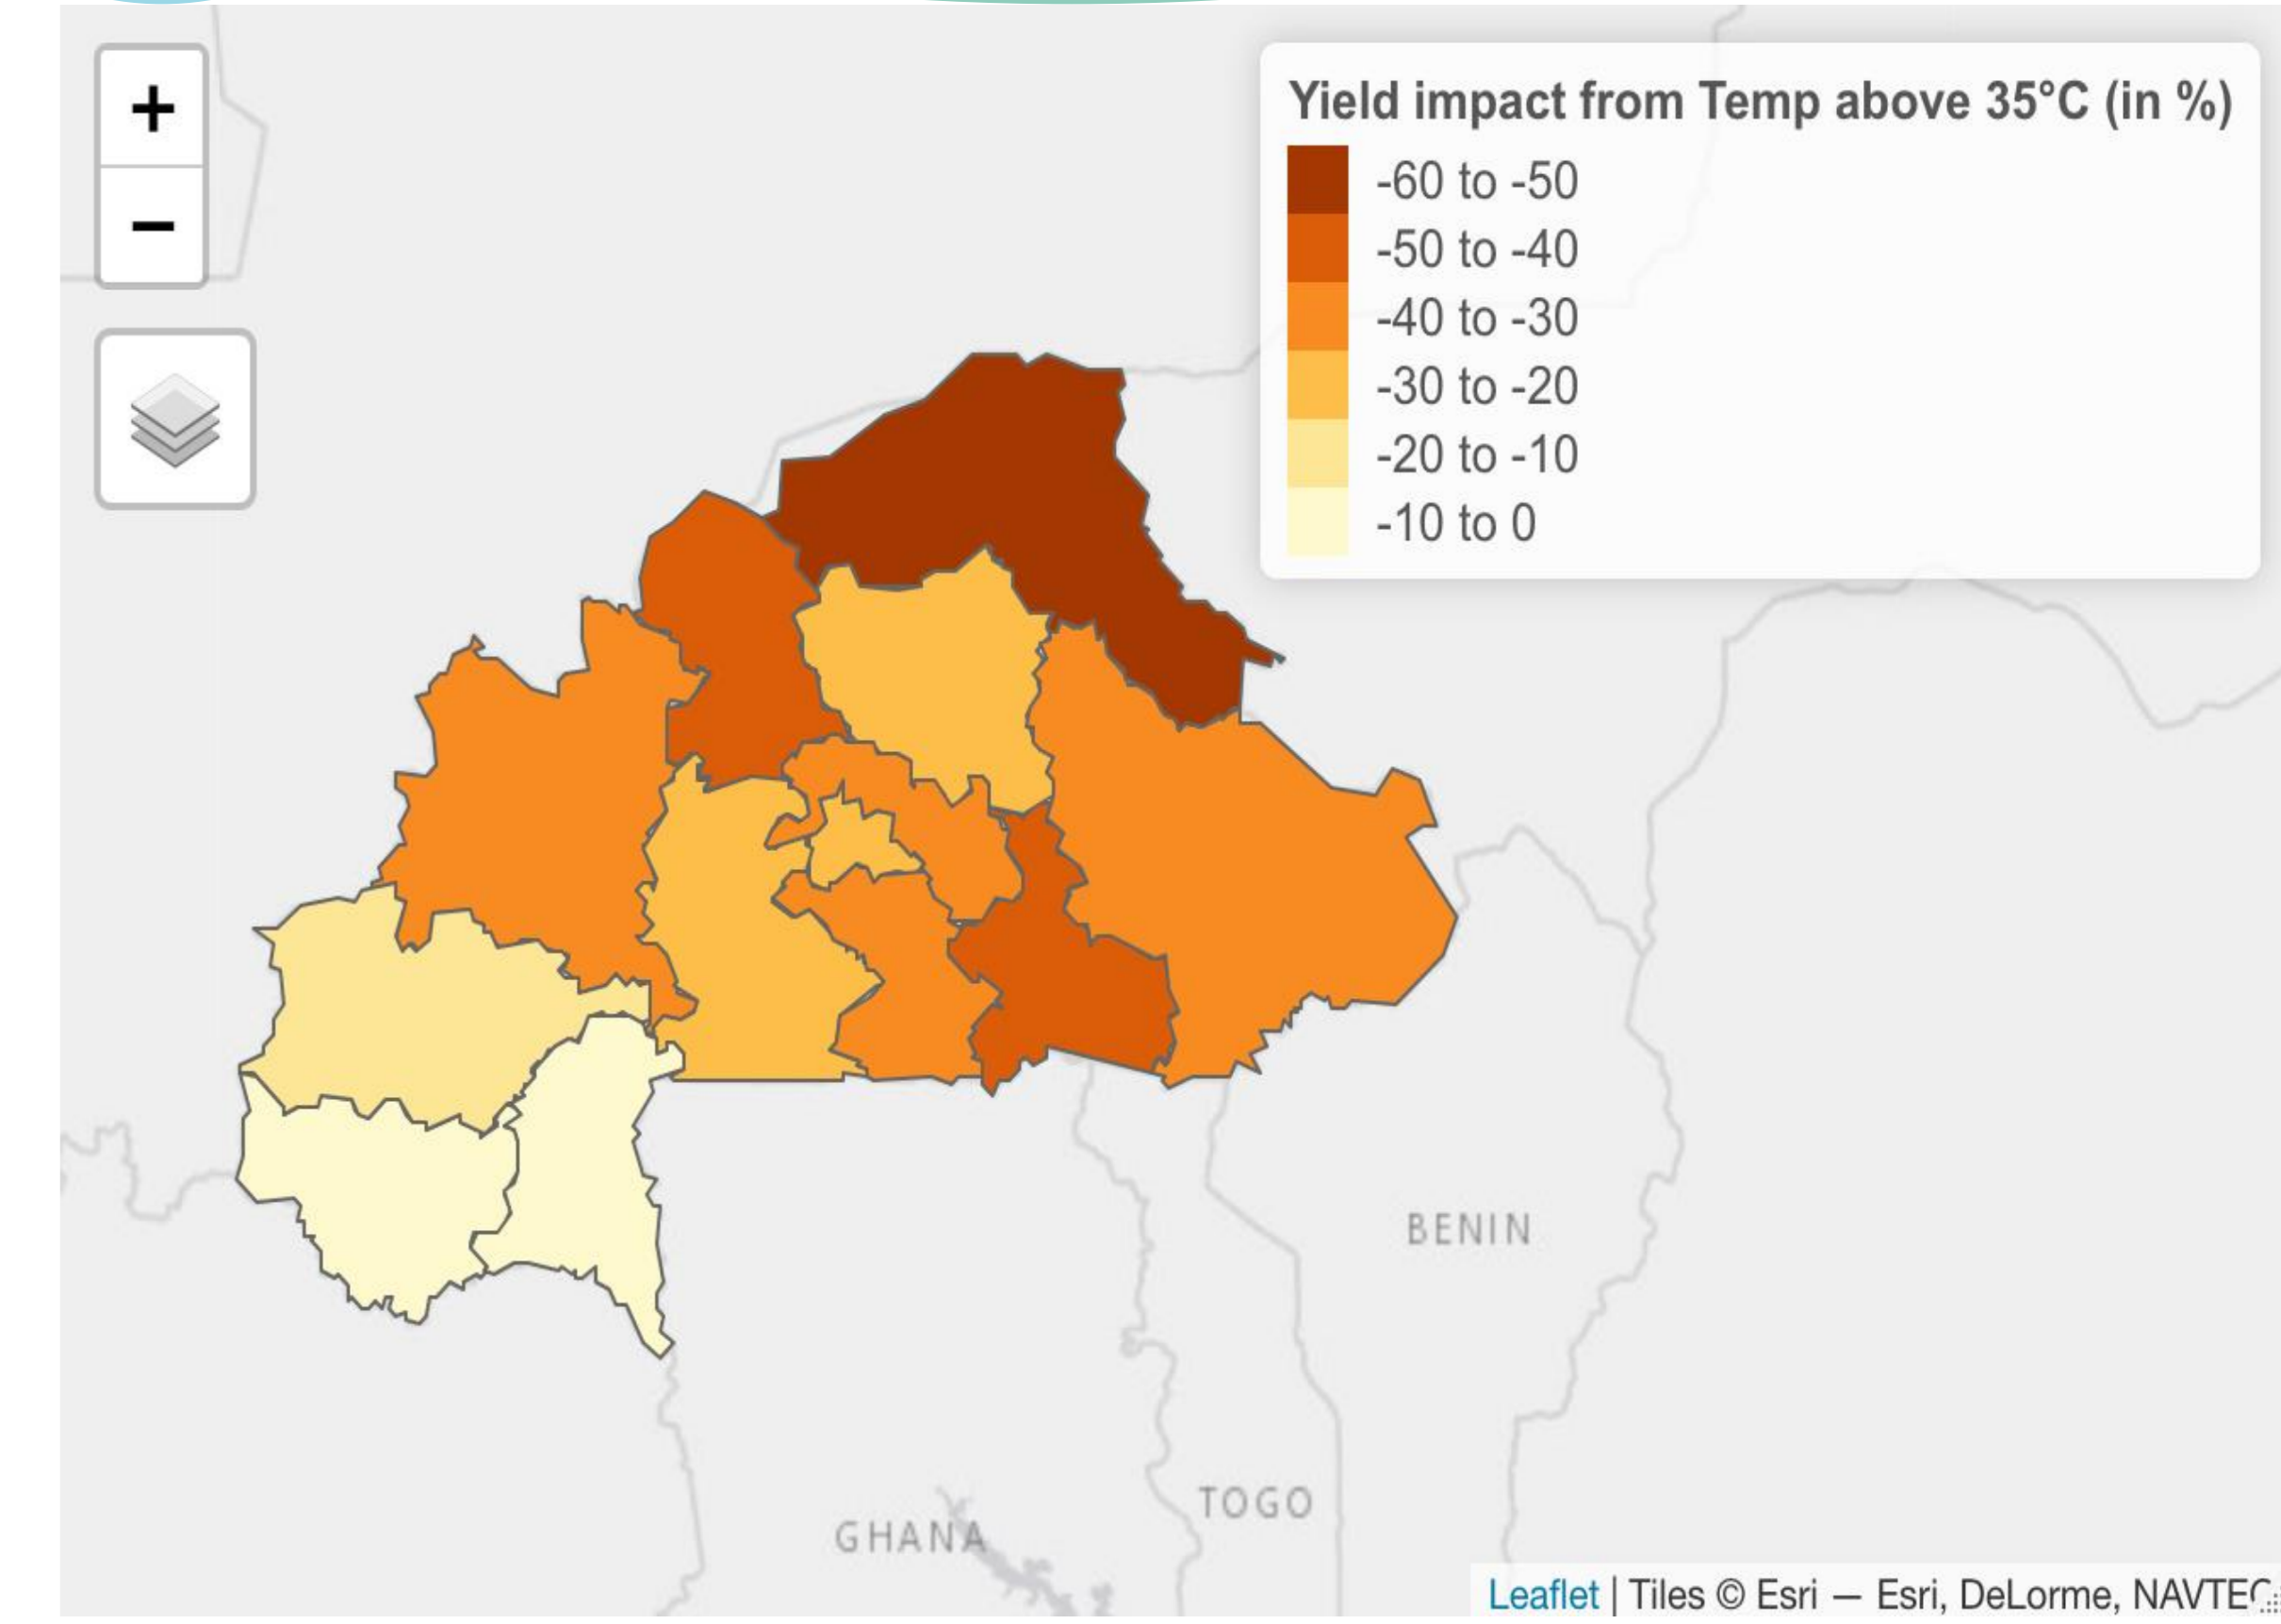 +
−
Yield impact from Temp above 35°C (in %)
-60 to -50
-50 to -40
-40 to -30
-30 to -20
-20 to -10
-10 to 0
BENIN
TOGO
GHANA
Leaflet | Tiles © Esri — Esri, DeLorme, NAVTEC